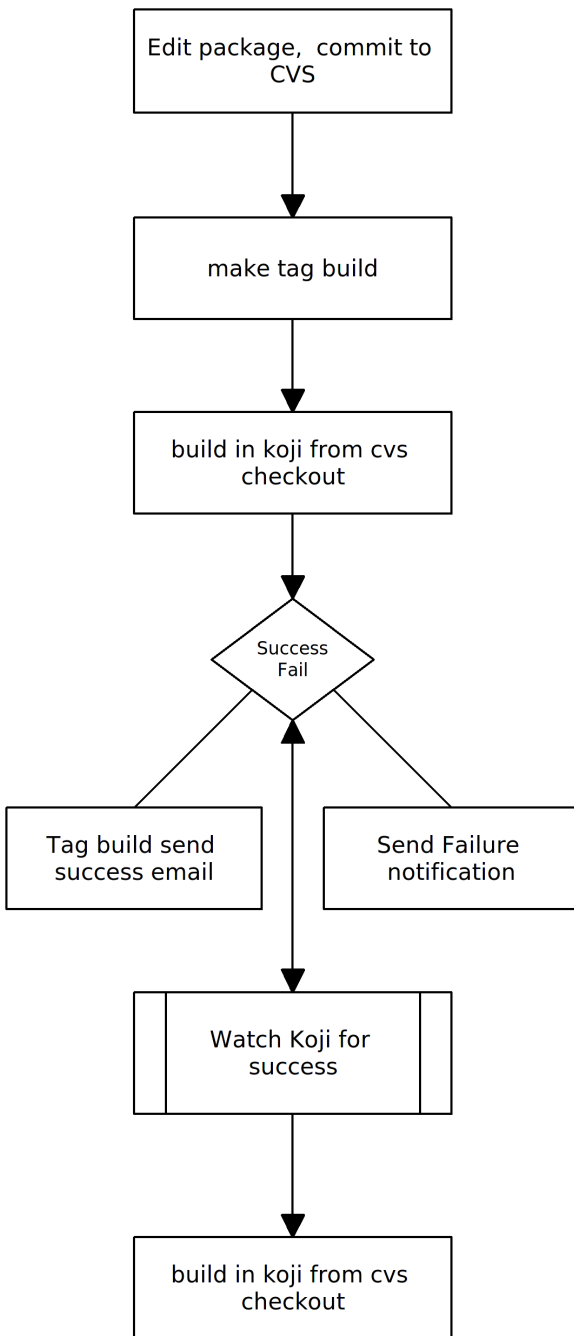 Edit package,  commit to
CVS
make tag build
build in koji from cvs
checkout
Success
Fail
Tag build send
success email
Send Failure
notification
Watch Koji for
success
build in koji from cvs
checkout